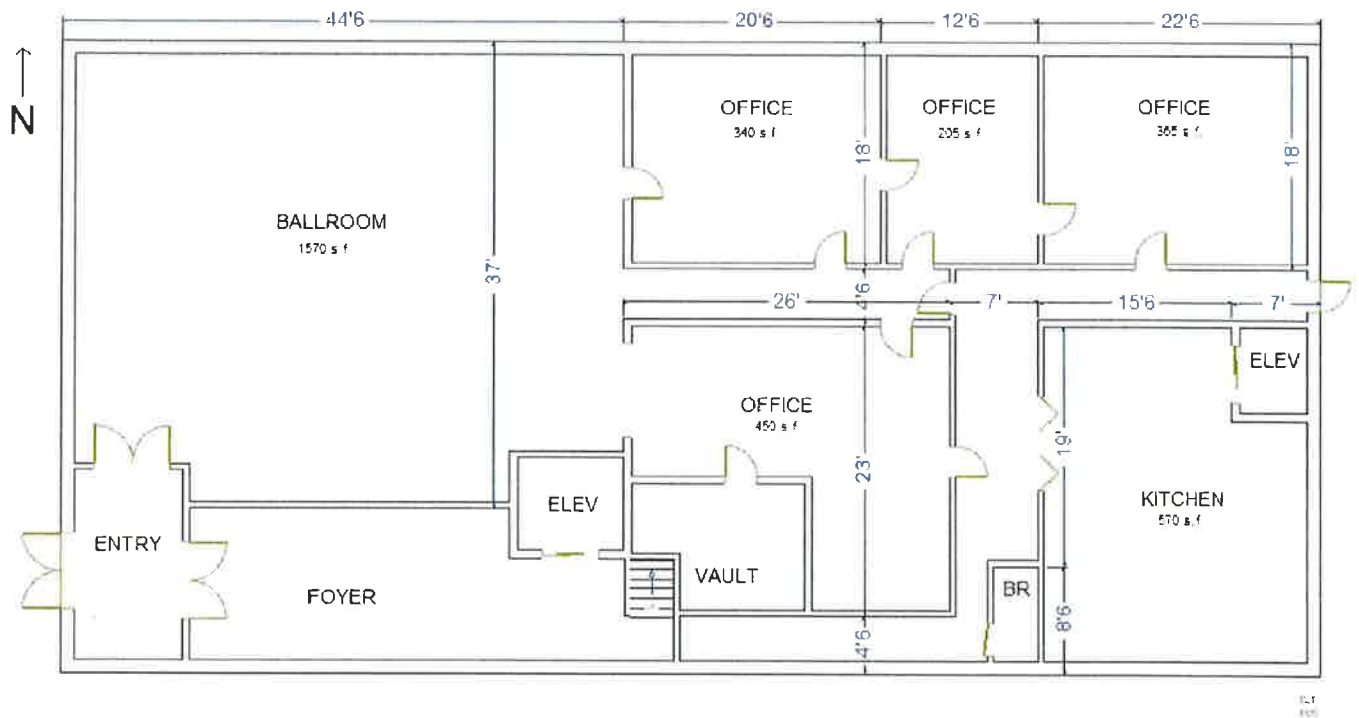 44'6 20'6 12'6 22'6
N
OFFICE
340 s.f.
OFFICE
205 s.f.
OFFICE
365 s.f.
18'
18'
BALLROOM
1570 s.f.
37'
4'6
26' 7' 15'6 7'
ELEV
OFFICE
450 s.f.
19'
23'
ELEV
KITCHEN
570 s.f.
ENTRY
FOYER
VAULT
BR
8'6
4'6